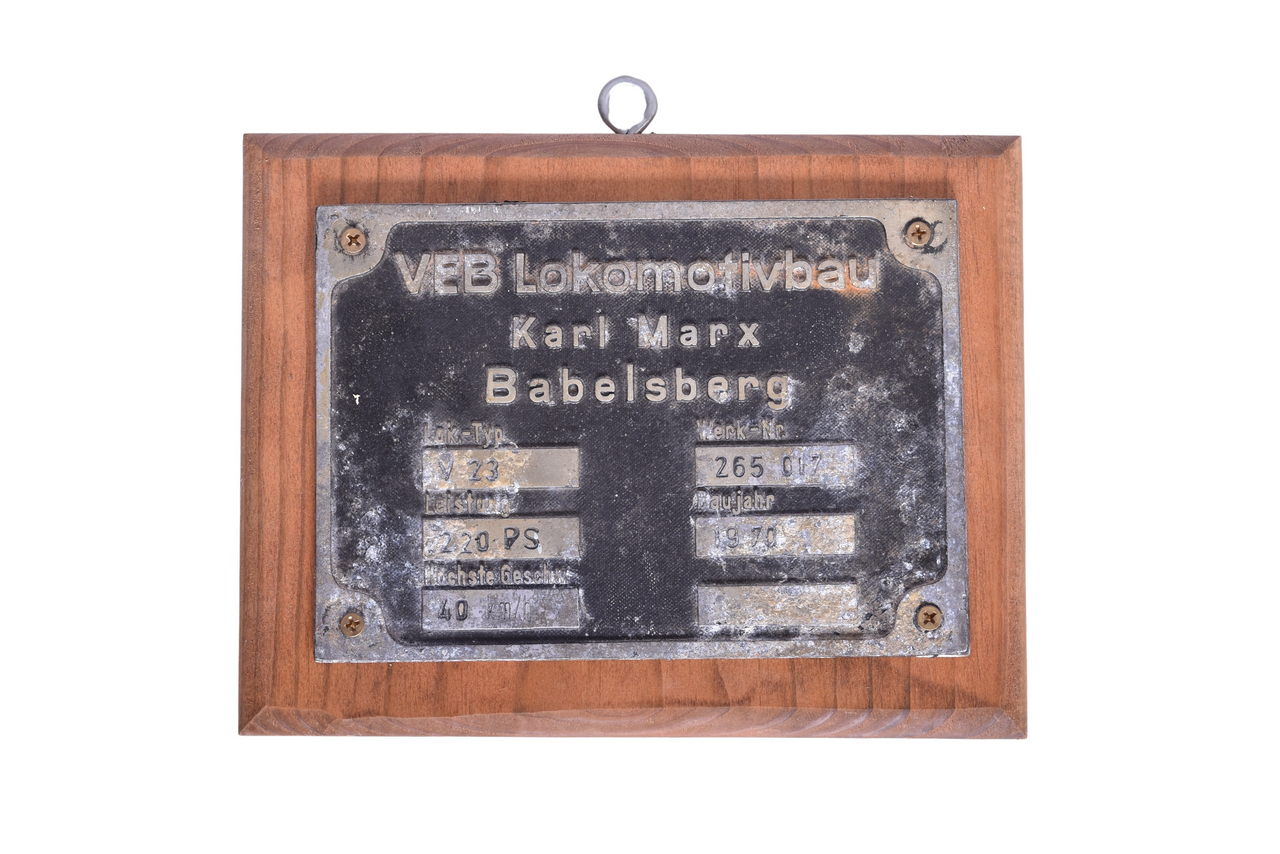 VEB Lokomotivbau
Karl Marx
Babelsberg
Lok.-Typ Werk-Nr.
V 23 265 017
Leistung Baujahr
220 PS 1970
Höchste Geschw.
40 km/h